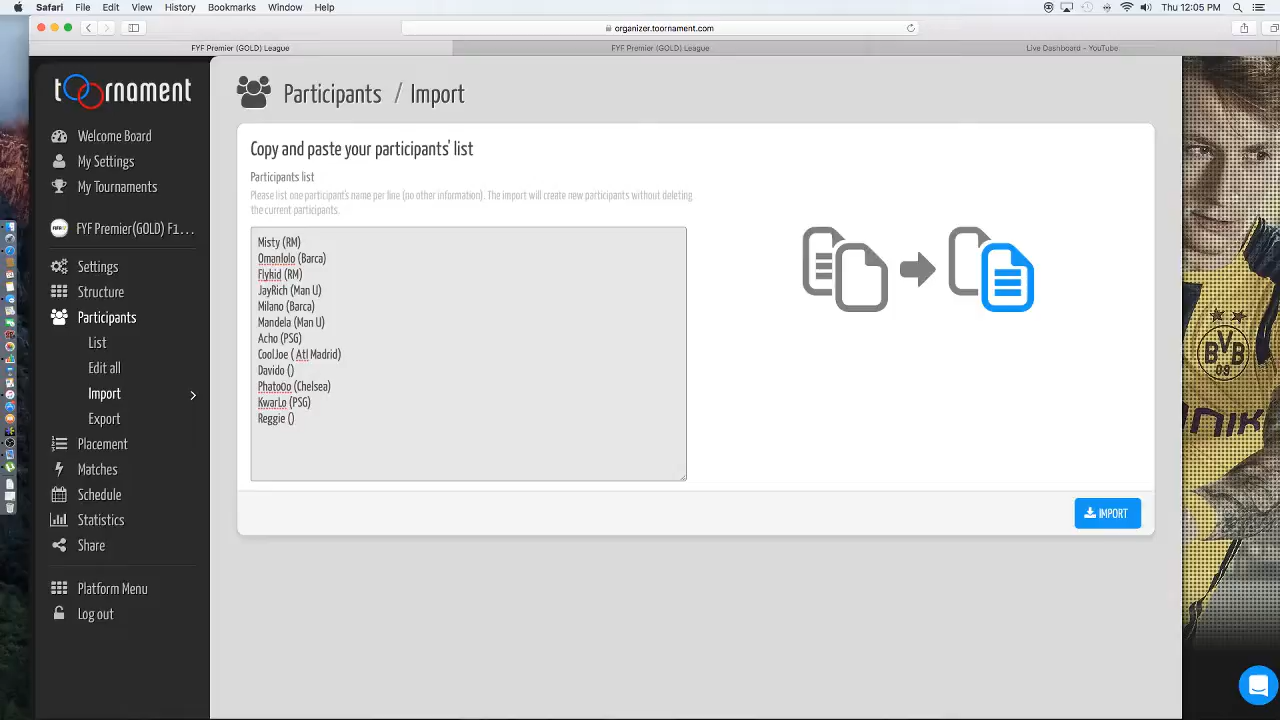 Safari File Edit View History Bookmarks Window Help
Thu 12:05 PM
organizer.toornament.com
FYF Premier (GOLD) League
FYF Premier (GOLD) League
Live Dashboard - YouTube
toornament
Welcome Board
My Settings
My Tournaments
FYF Premier(GOLD) F1...
Settings
Structure
Participants
List
Edit all
Import
Export
Placement
Matches
Schedule
Statistics
Share
Platform Menu
Log out
Participants / Import
Copy and paste your participants' list
Participants list
Please list one participant's name per line (no other information). The import will create new participants without deleting
the current participants.
Misty (RM)
Omanlolo (Barca)
Flykid (RM)
JayRich (Man U)
Milano (Barca)
Mandela (Man U)
Acho (PSG)
CoolJoe ( Atl Madrid)
Davido ()
PhatoOo (Chelsea)
KwarLo (PSG)
Reggie ()
IMPORT
BVB
09